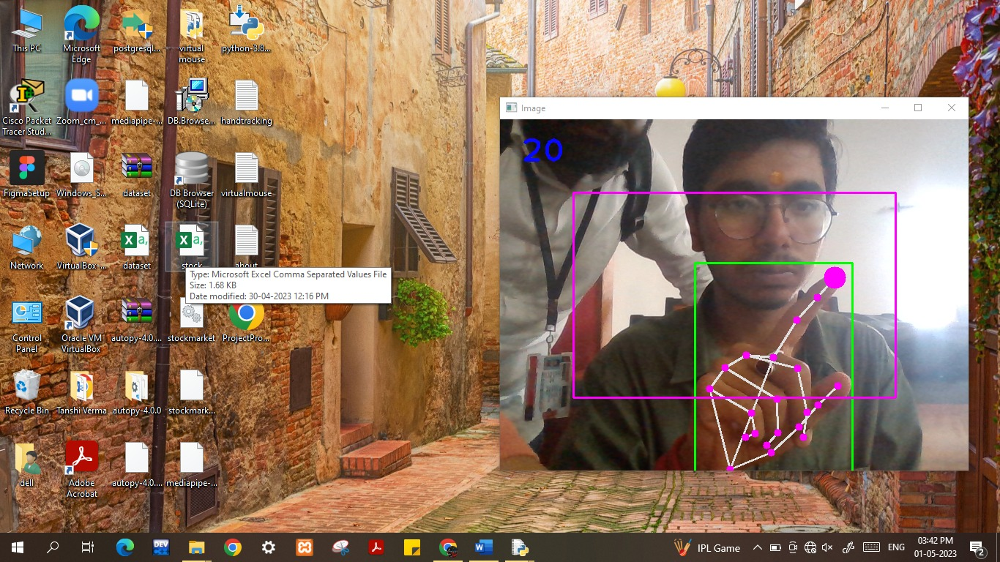 This PC
Microsoft
Edge
postgresql...
virtual
mouse
python-3.8...
Cisco Packet
Tracer Stud...
Zoom_cm_...
mediapipe-...
DB.Browse...
handtracking
FigmaSetup
Windows_S...
dataset
DB Browser
(SQLite)
virtualmouse
Network
VirtualBox-...
dataset
stock
about
Type: Microsoft Excel Comma Separated Values File
Size: 1.68 KB
Date modified: 30-04-2023 12:16 PM
Control
Panel
Oracle VM
VirtualBox
autopy-4.0....
stockmarket
ProjectPro...
Recycle Bin
Tanshi Verma
autopy-4.0.0
stockmark...
dell
Adobe
Acrobat
autopy-4.0....
mediapipe-...
Image
20
DEV
IPL Game
ENG
03:42 PM
01-05-2023
2